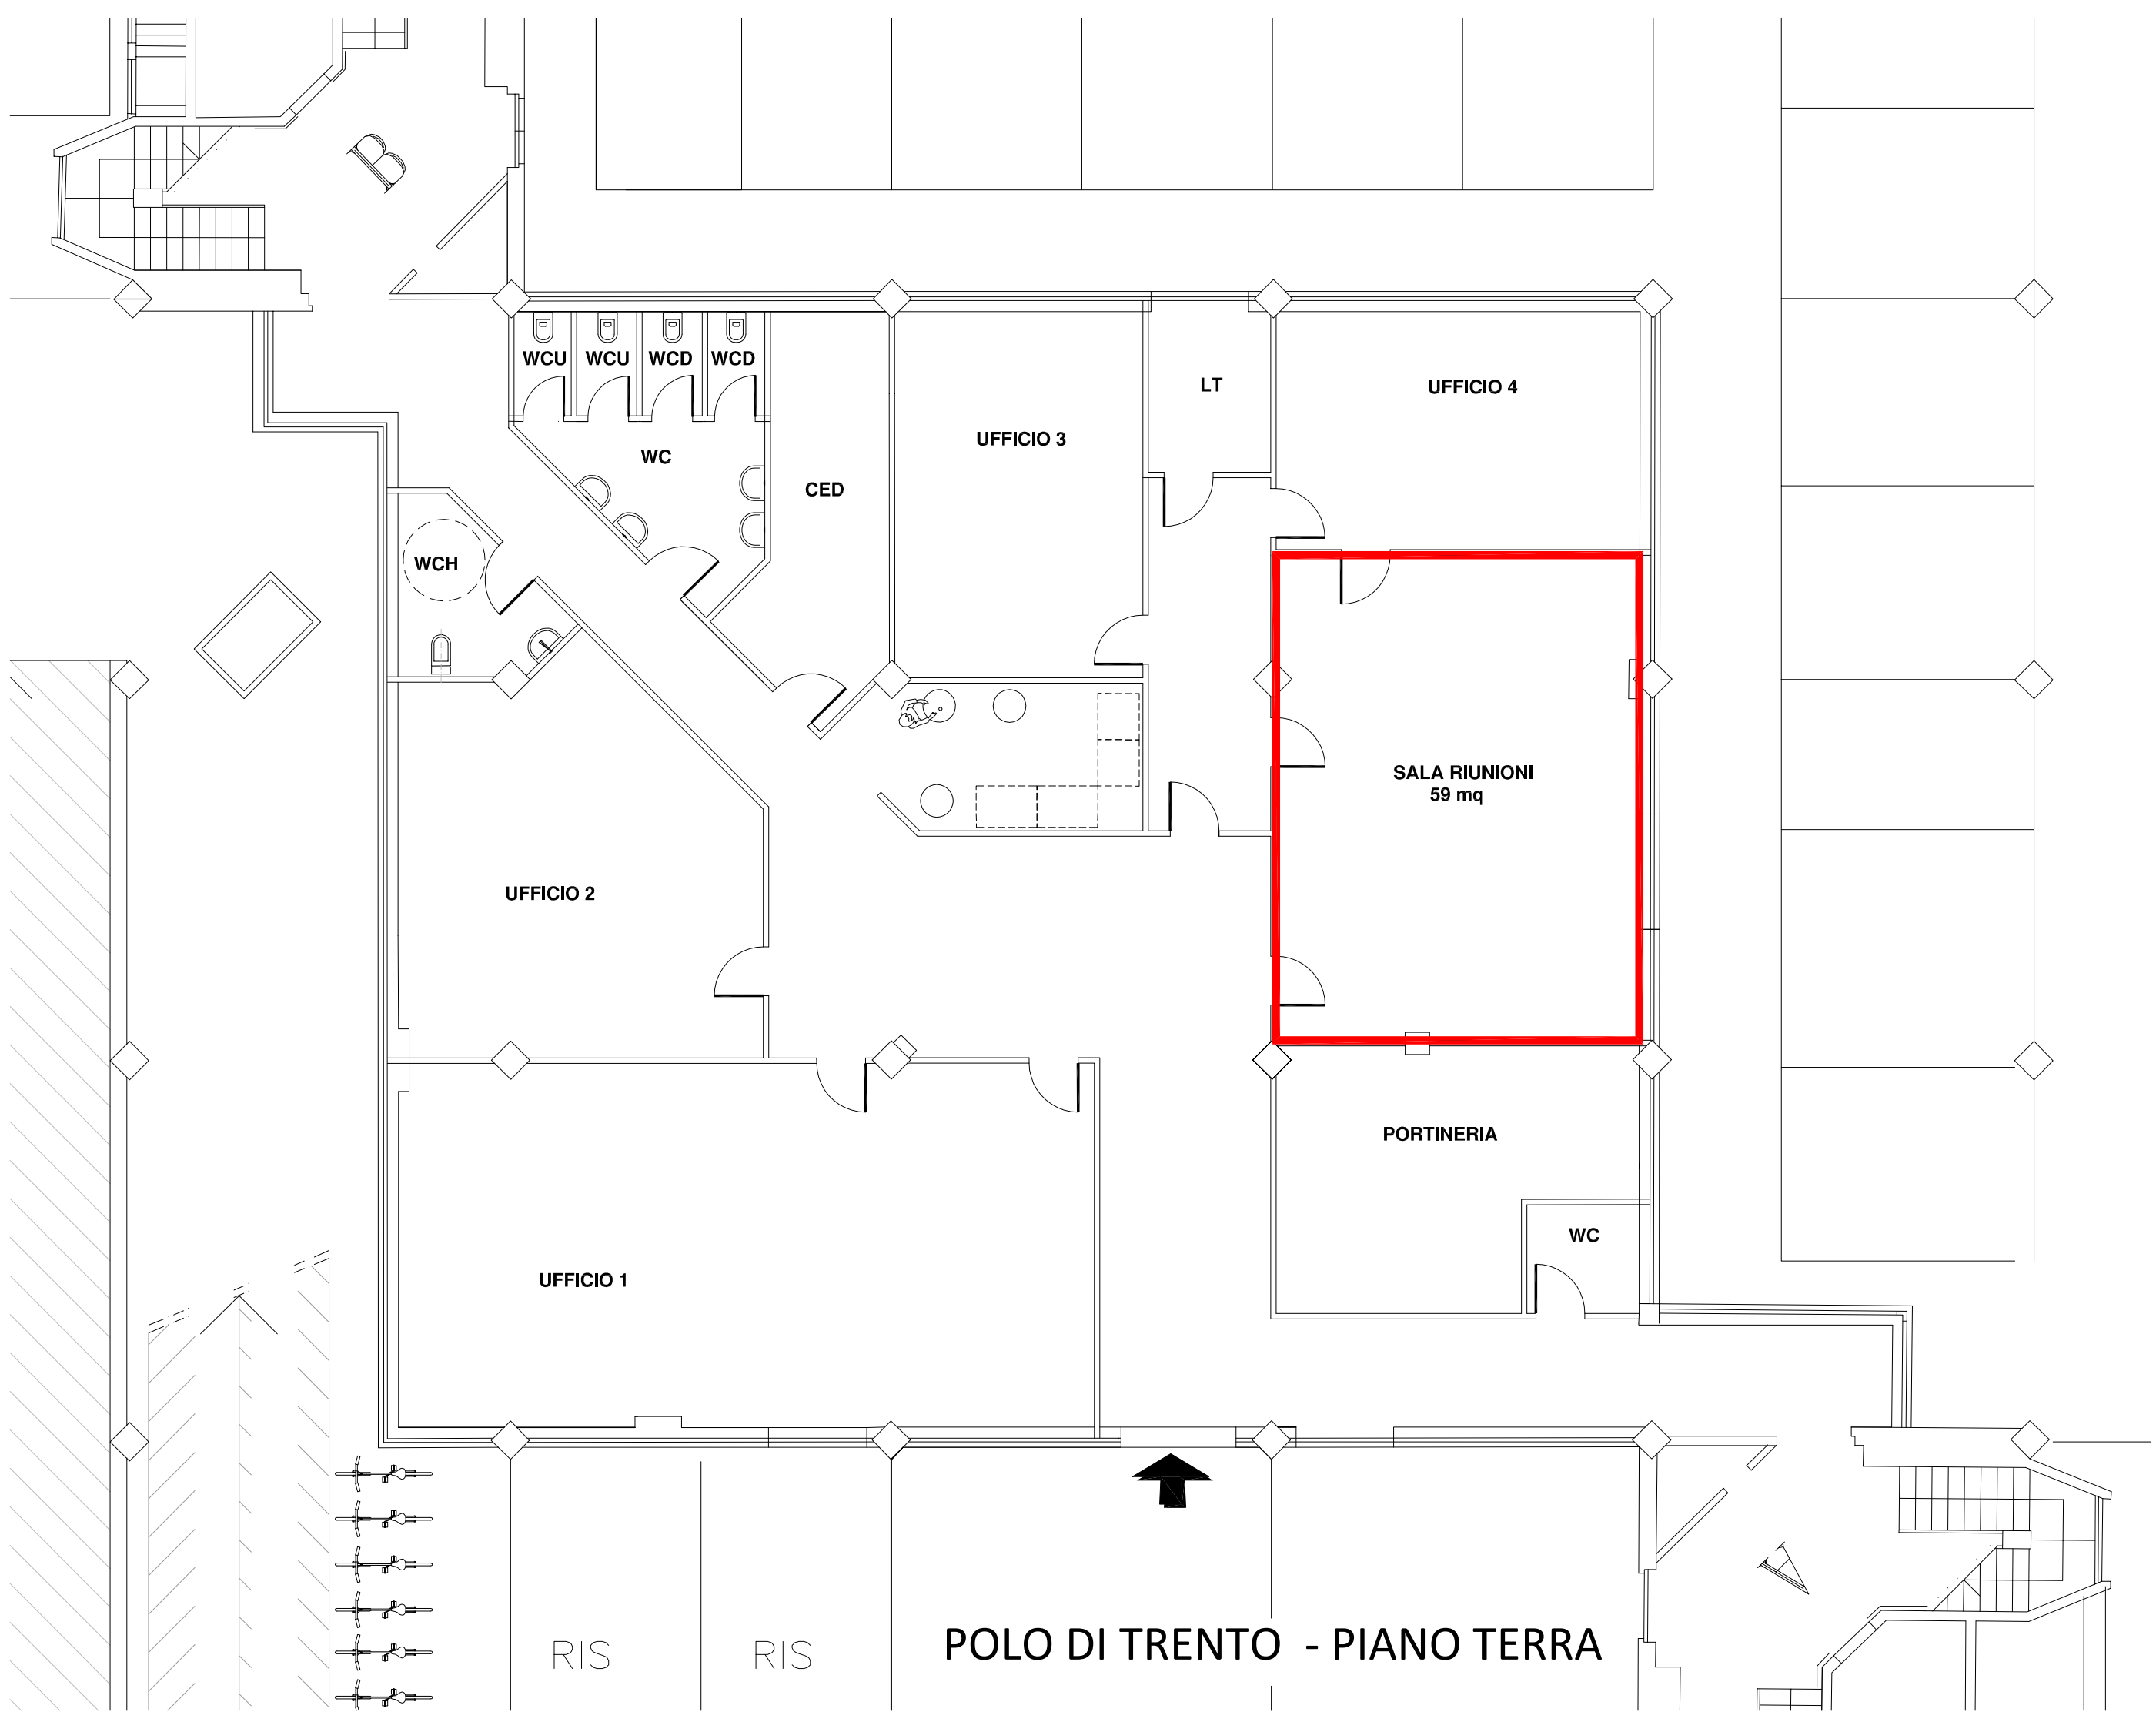 B
WCU WCU WCD WCD
LT
UFFICIO 4
UFFICIO 3
WC
CED
WCH
SALA RIUNIONI
59 mq
UFFICIO 2
PORTINERIA
WC
UFFICIO 1
A
RIS RIS
POLO DI TRENTO - PIANO TERRA